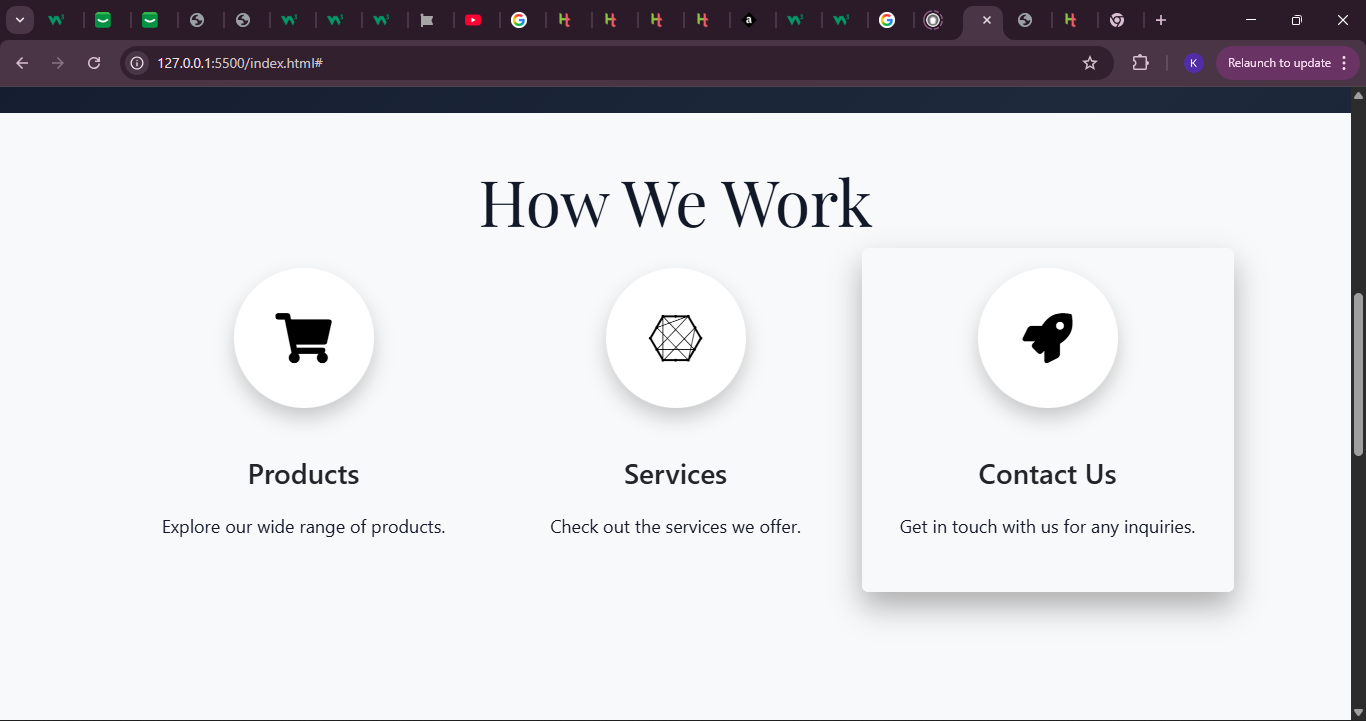 127.0.0.1:5500/index.html#
K
Relaunch to update
How We Work
Products
Services
Contact Us
Explore our wide range of products.
Check out the services we offer.
Get in touch with us for any inquiries.